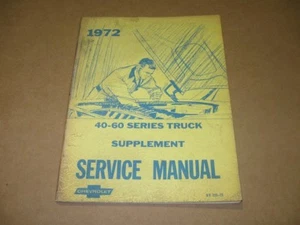 1972
40-60 SERIES TRUCK
SUPPLEMENT
SERVICE MANUAL
CHEVROLET